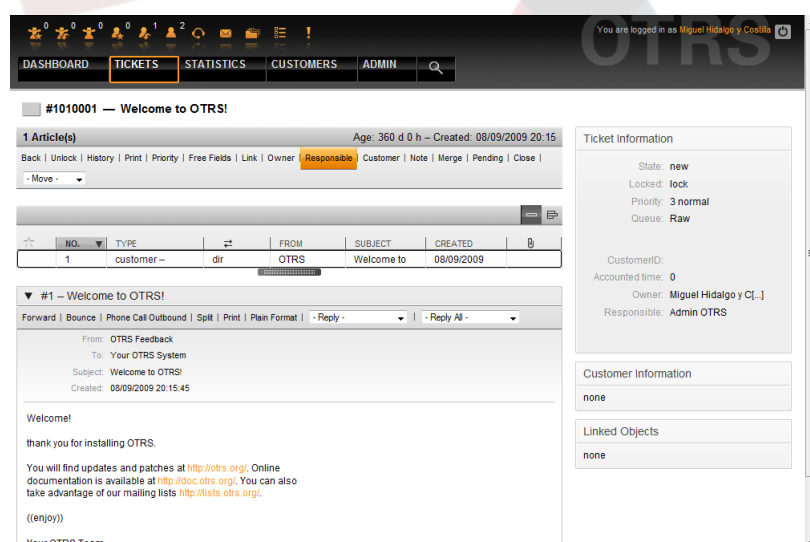 0 0 0 0 1 2
You are logged in as Miguel Hidalgo y Costilla
OTRS
DASHBOARD TICKETS STATISTICS CUSTOMERS ADMIN
#1010001 — Welcome to OTRS!
1 Article(s) Age: 360 d 0 h – Created: 08/09/2009 20:15
Back | Unlock | History | Print | Priority | Free Fields | Link | Owner | Responsible | Customer | Note | Merge | Pending | Close |
- Move -
NO. TYPE FROM SUBJECT CREATED
1 customer – dir OTRS Welcome to 08/09/2009
#1 – Welcome to OTRS!
Forward | Bounce | Phone Call Outbound | Split | Print | Plain Format | - Reply - | - Reply All -
From: OTRS Feedback
To: Your OTRS System
Subject: Welcome to OTRS!
Created: 08/09/2009 20:15:45
Welcome!
thank you for installing OTRS.
You will find updates and patches at http://otrs.org/. Online
documentation is available at http://doc.otrs.org/. You can also
take advantage of our mailing lists http://lists.otrs.org/.
((enjoy))
Your OTRS Team
Ticket Information
State: new
Locked: lock
Priority: 3 normal
Queue: Raw
CustomerID:
Accounted time: 0
Owner: Miguel Hidalgo y C[...]
Responsible: Admin OTRS
Customer Information
none
Linked Objects
none